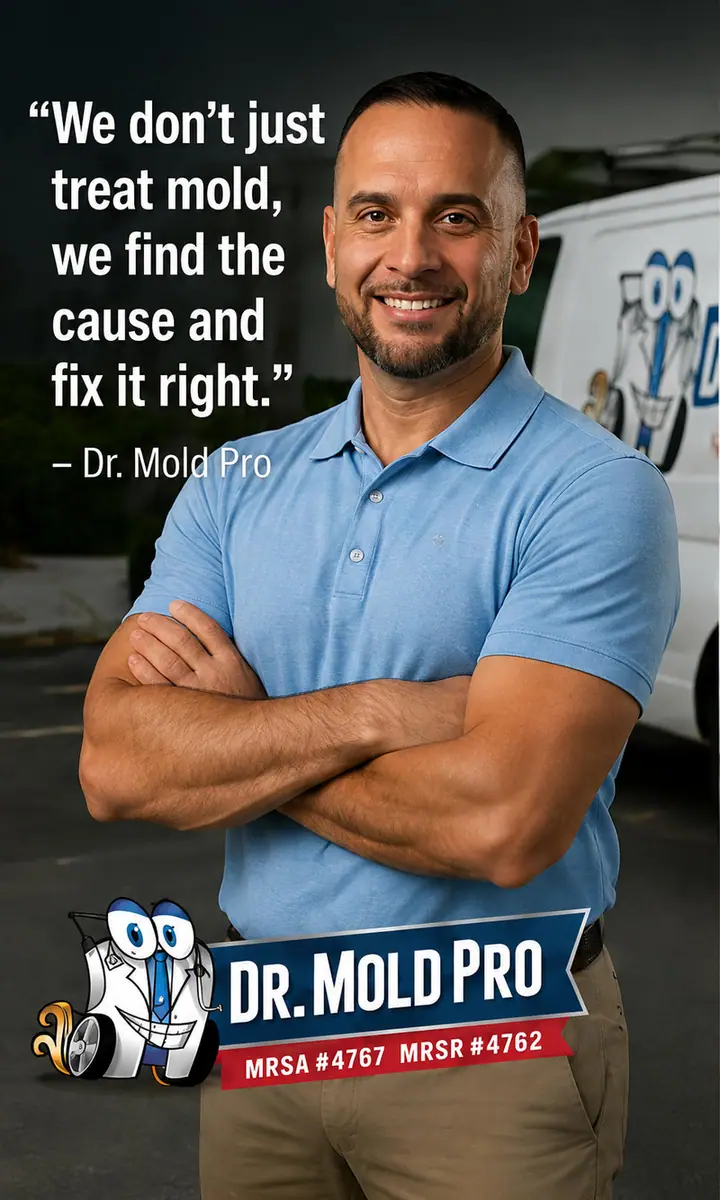 “We don’t just
treat mold,
we find the
cause and
fix it right.”
– Dr. Mold Pro
D
DR. MOLD PRO
MRSA #4767 MRSR #4762